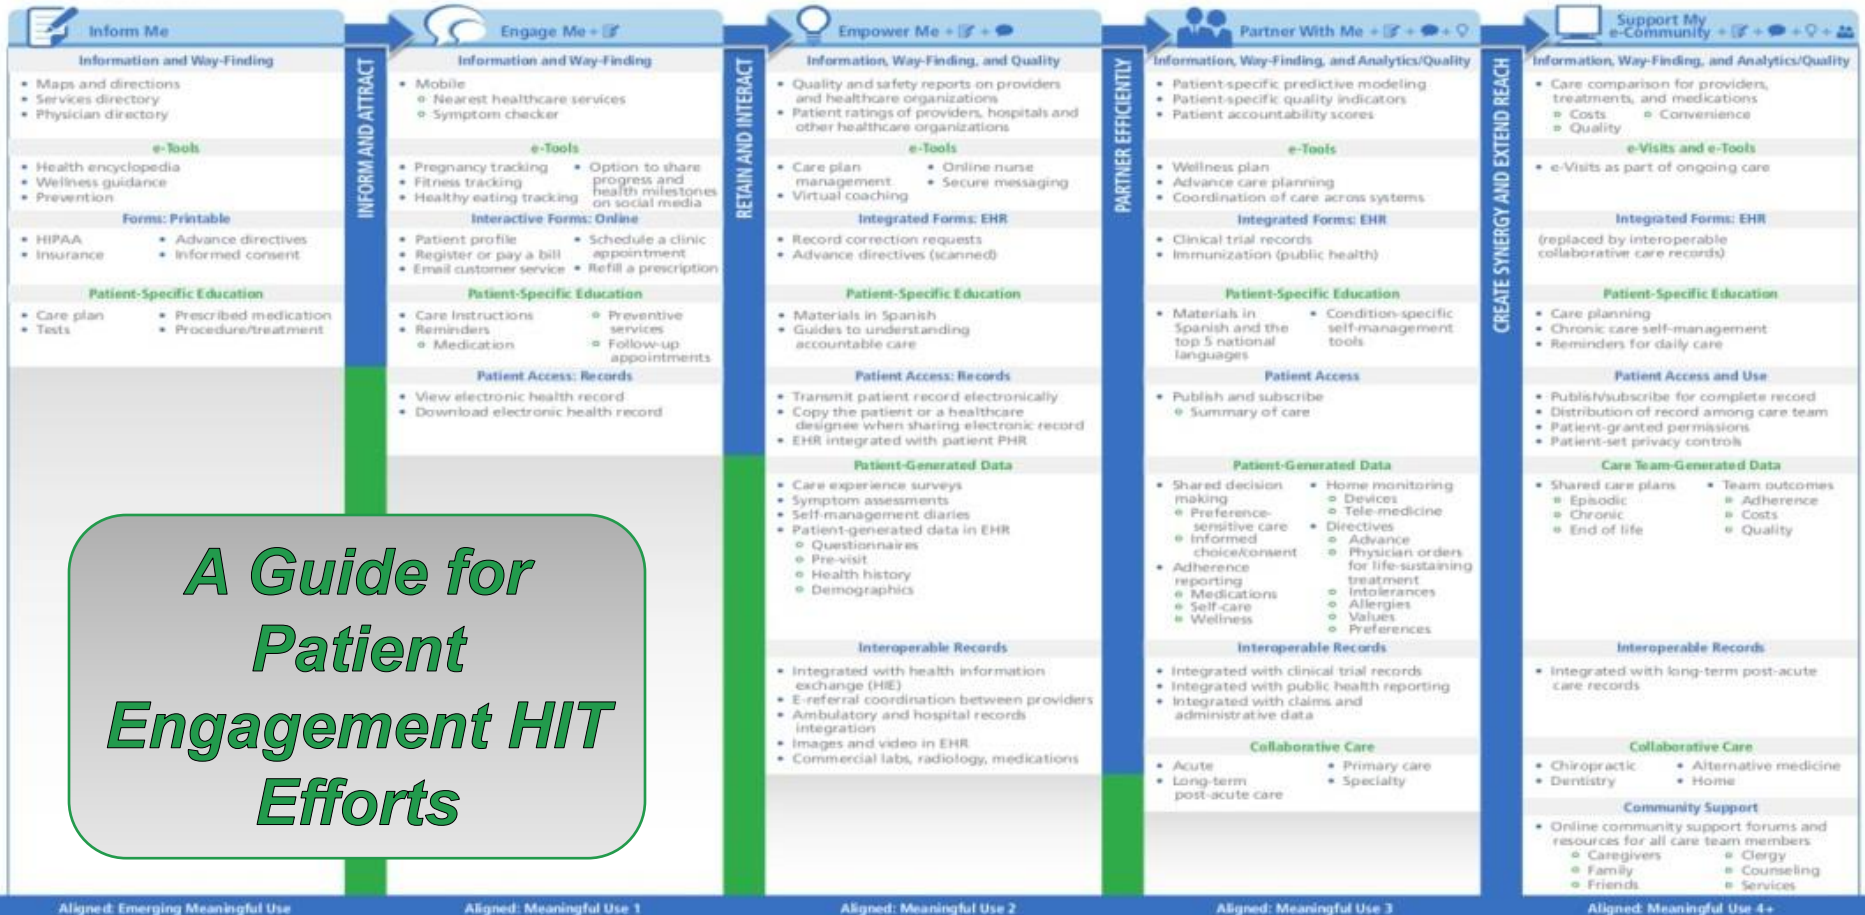 Inform Me
Information and Way-Finding
Maps and directions
Services directory
Physician directory
e-Tools
Health encyclopedia
Wellness guidance
Prevention
Forms: Printable
HIPAA
Insurance
Advance directives
Informed consent
Patient-Specific Education
Care plan
Tests
Prescribed medication
Procedure/treatment
Aligned: Emerging Meaningful Use
A Guide for
Patient
Engagement HIT
Efforts
INFORM AND ATTRACT
Engage Me +
Information and Way-Finding
Mobile
Nearest healthcare services
Symptom checker
e-Tools
Pregnancy tracking
Fitness tracking
Healthy eating tracking
Option to share
progress and
health milestones
on social media
Interactive Forms: Online
Patient profile
Register or pay a bill
Email customer service
Schedule a clinic
appointment
Refill a prescription
Patient-Specific Education
Care Instructions
Reminders
Medication
Preventive
services
Follow-up
appointments
Patient Access: Records
View electronic health record
Download electronic health record
Aligned: Meaningful Use 1
RETAIN AND INTERACT
Empower Me + +
Information, Way-Finding, and Quality
Quality and safety reports on providers
and healthcare organizations
Patient ratings of providers, hospitals and
other healthcare organizations
e-Tools
Care plan
management
Virtual coaching
Online nurse
Secure messaging
Integrated Forms: EHR
Record correction requests
Advance directives (scanned)
Patient-Specific Education
Materials in Spanish
Guides to understanding
accountable care
Patient Access: Records
Transmit patient record electronically
Copy the patient or a healthcare
designee when sharing electronic record
EHR integrated with patient PHR
Patient-Generated Data
Care experience surveys
Symptom assessments
Self-management diaries
Patient-generated data in EHR
Questionnaires
Pre-visit
Health history
Demographics
Interoperable Records
Integrated with health information
exchange (HIE)
E-referral coordination between providers
Ambulatory and hospital records
integration
Images and video in EHR
Commercial labs, radiology, medications
Aligned: Meaningful Use 2
PARTNER EFFICIENTLY
Partner With Me + + +
Information, Way-Finding, and Analytics/Quality
Patient-specific predictive modeling
Patient-specific quality indicators
Patient accountability scores
e-Tools
Wellness plan
Advance care planning
Coordination of care across systems
Integrated Forms: EHR
Clinical trial records
Immunization (public health)
Patient-Specific Education
Materials in
Spanish and the
top 5 national
languages
Condition-specific
self-management
tools
Patient Access
Publish and subscribe
Summary of care
Patient-Generated Data
Shared decision
making
Preference-
sensitive care
Informed
choice/consent
Adherence
reporting
Medications
Self-care
Wellness
Home monitoring
Devices
Tele-medicine
Directives
Advance
Physician orders
for life-sustaining
treatment
Intolerances
Allergies
Values
Preferences
Interoperable Records
Integrated with clinical trial records
Integrated with public health reporting
Integrated with claims and
administrative data
Collaborative Care
Acute
Long-term
post-acute care
Primary care
Specialty
Aligned: Meaningful Use 3
CREATE SYNERGY AND EXTEND REACH
Support My
e-Community + + + +
Information, Way-Finding, and Analytics/Quality
Care comparison for providers,
treatments, and medications
Costs
Quality
Convenience
e-Visits and e-Tools
e-Visits as part of ongoing care
Integrated Forms: EHR
(replaced by interoperable
collaborative care records)
Patient-Specific Education
Care planning
Chronic care self-management
Reminders for daily care
Patient Access and Use
Publish/subscribe for complete record
Distribution of record among care team
Patient-granted permissions
Patient-set privacy controls
Care Team-Generated Data
Shared care plans
Episodic
Chronic
End of life
Team outcomes
Adherence
Costs
Quality
Interoperable Records
Integrated with long-term post-acute
care records
Collaborative Care
Chiropractic
Dentistry
Alternative medicine
Home
Community Support
Online community support forums and
resources for all care team members
Caregivers
Family
Friends
Clergy
Counseling
Services
Aligned: Meaningful Use 4+